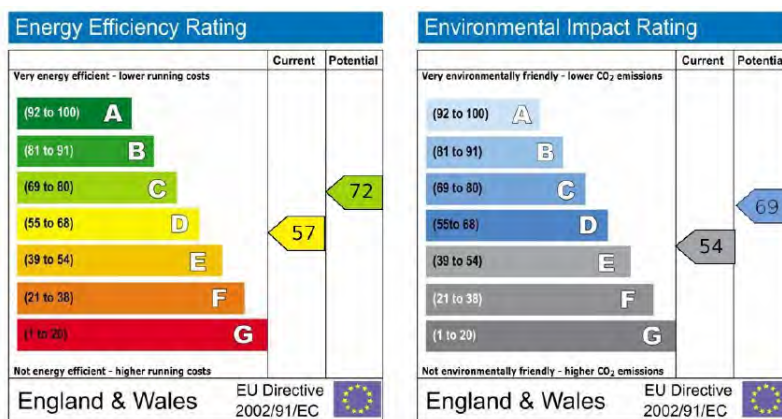 Energy Efficiency Rating
Current Potential
Very energy efficient - lower running costs
(92 to 100) A
(81 to 91) B
(69 to 80) C
72
(55 to 68) D
57
(39 to 54) E
(21 to 38) F
(1 to 20) G
Not energy efficient - higher running costs
England & Wales
EU Directive
2002/91/EC
Environmental Impact Rating
Current Potential
Very environmentally friendly - lower CO₂ emissions
(92 to 100) A
(81 to 91) B
(69 to 80) C
69
(55to 68) D
54
(39 to 54) E
(21 to 38) F
(1 to 20) G
Not environmentally friendly - higher CO₂ emissions
England & Wales
EU Directive
2002/91/EC